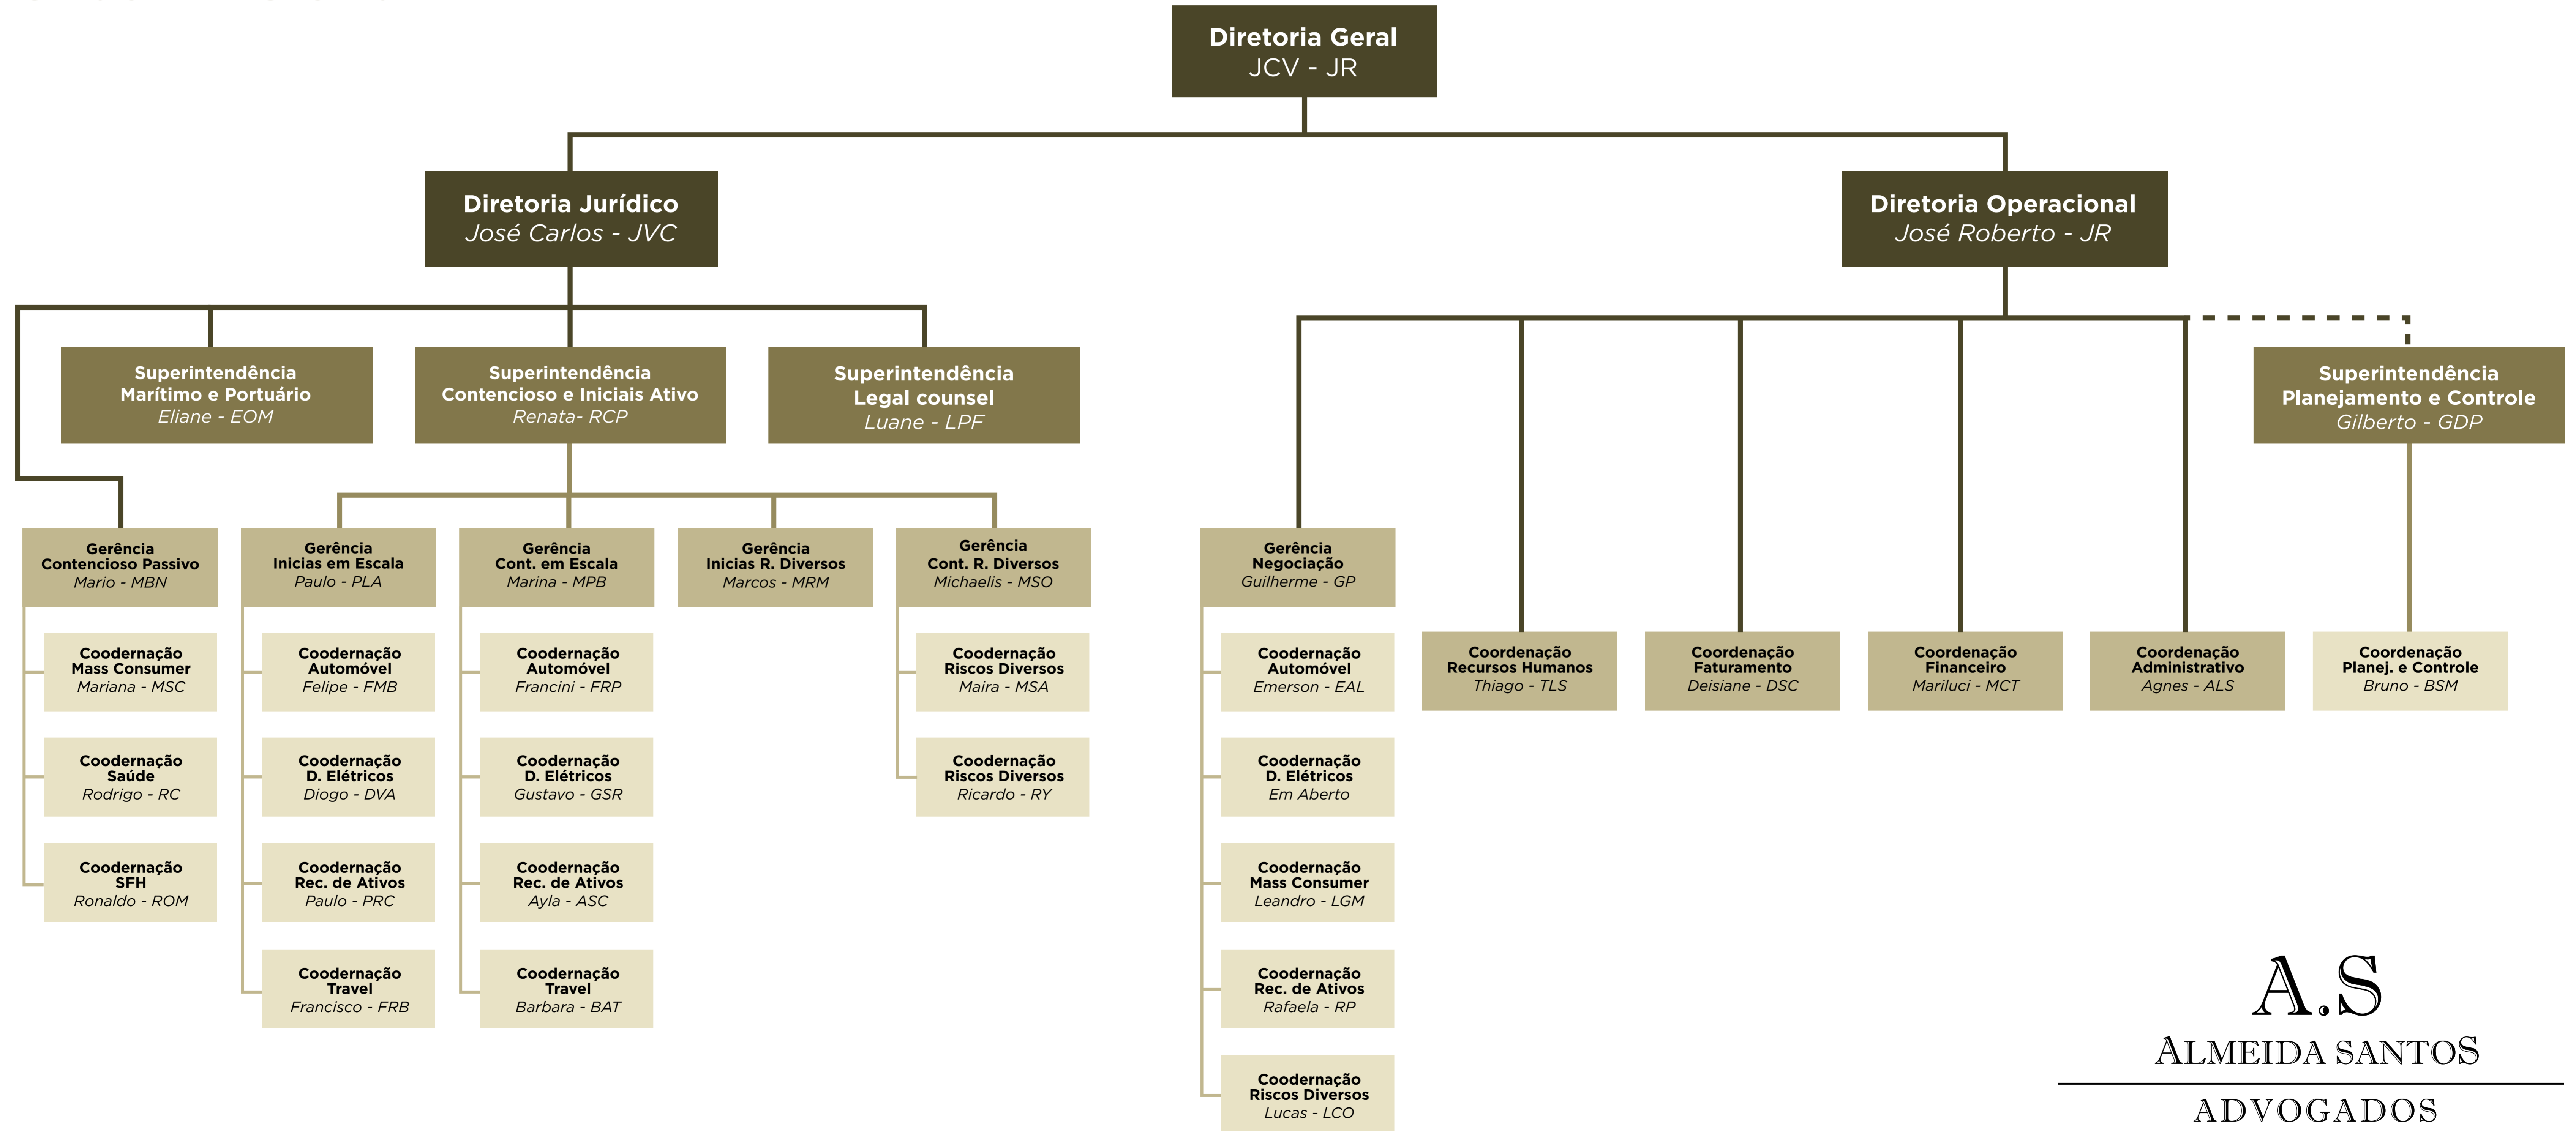 Diretoria Geral
JCV - JR
Diretoria Jurídico
José Carlos - JVC
Diretoria Operacional
José Roberto - JR
Superintendência
Marítimo e Portuário
Eliane - EOM
Superintendência
Contencioso e Iniciais Ativo
Renata- RCP
Superintendência
Legal counsel
Luane - LPF
Superintendência
Planejamento e Controle
Gilberto - GDP
Gerência
Contencioso Passivo
Mario - MBN
Gerência
Inicias em Escala
Paulo - PLA
Gerência
Cont. em Escala
Marina - MPB
Gerência
Inicias R. Diversos
Marcos - MRM
Gerência
Cont. R. Diversos
Michaelis - MSO
Gerência
Negociação
Guilherme - GP
Coodernação
Mass Consumer
Mariana - MSC
Coodernação
Automóvel
Felipe - FMB
Coodernação
Automóvel
Francini - FRP
Coodernação
Riscos Diversos
Maira - MSA
Coodernação
Automóvel
Emerson - EAL
Coordenação
Recursos Humanos
Thiago - TLS
Coordenação
Faturamento
Deisiane - DSC
Coordenação
Financeiro
Mariluci - MCT
Coordenação
Administrativo
Agnes - ALS
Coordenação
Planej. e Controle
Bruno - BSM
Coodernação
Saúde
Rodrigo - RC
Coodernação
D. Elétricos
Diogo - DVA
Coodernação
D. Elétricos
Gustavo - GSR
Coodernação
Riscos Diversos
Ricardo - RY
Coodernação
D. Elétricos
Em Aberto
Coodernação
SFH
Ronaldo - ROM
Coodernação
Rec. de Ativos
Paulo - PRC
Coodernação
Rec. de Ativos
Ayla - ASC
Coodernação
Mass Consumer
Leandro - LGM
Coodernação
Travel
Francisco - FRB
Coodernação
Travel
Barbara - BAT
Coodernação
Rec. de Ativos
Rafaela - RP
Coodernação
Riscos Diversos
Lucas - LCO
A.S
ALMEIDA SANTOS
ADVOGADOS